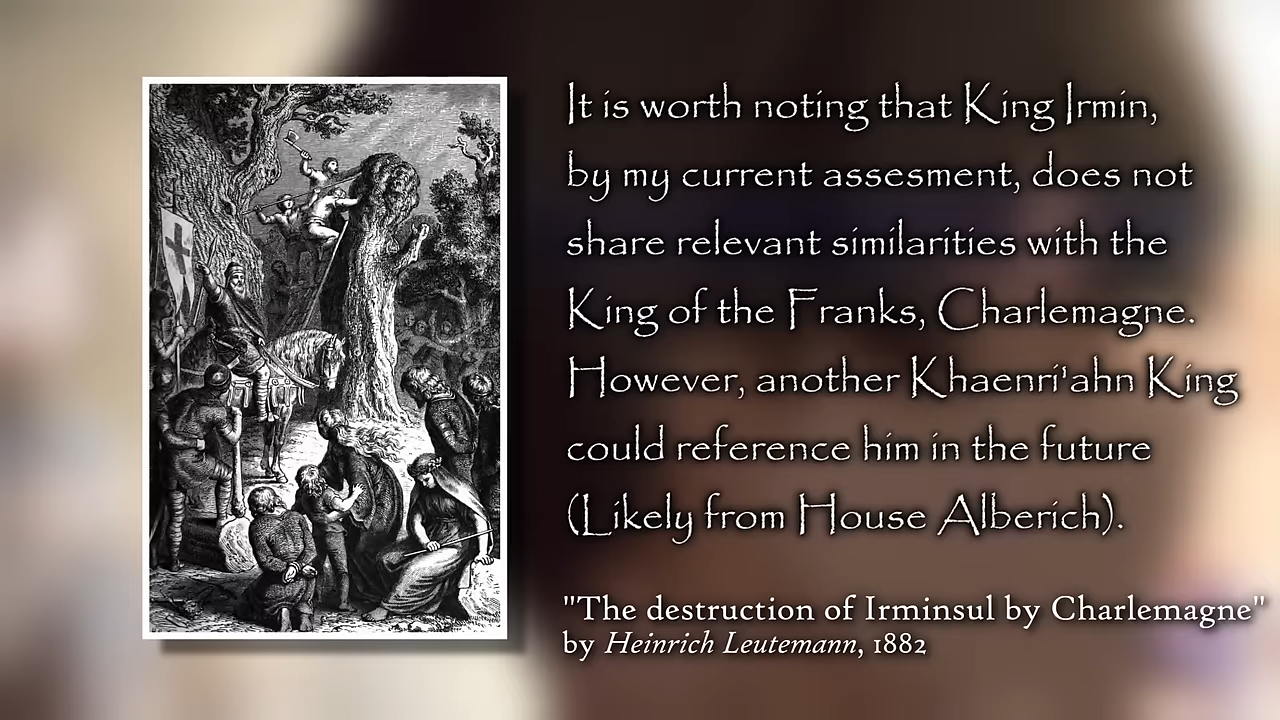 It is worth noting that King Irmin,
by my current assesment, does not
share relevant similarities with the
King of the Franks, Charlemagne.
However, another Khaenri'ahn King
could reference him in the future
(Likely from House Alberich).
"The destruction of Irminsul by Charlemagne"
by Heinrich Leutemann, 1882